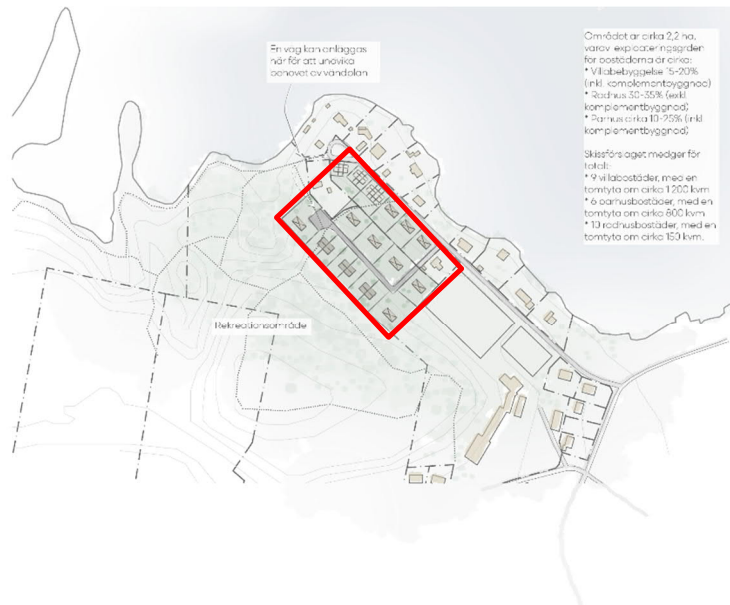 En väg kan anläggas
här för att undvika
behovet av vändplan
Området är cirka 2,2 ha,
varav exploateringsgrden
för bostäderna är cirka:
* Villabebyggelse 15-20%
(inkl. komplementbyggnad)
* Radhus 30-35% (exkl.
komplementbyggnad)
* Parhus cirka 10-25% (inkl
komplementbyggnad)
Skissförslaget medger för
totalt:
* 9 villabostäder, med en
tomtyta om cirka 1 200 kvm
* 6 parhusbostäder, med en
tomtyta om cirka 800 kvm
* 10 radhusbostäder, med en
tomtyta om cirka 150 kvm.
Rekreationsområde